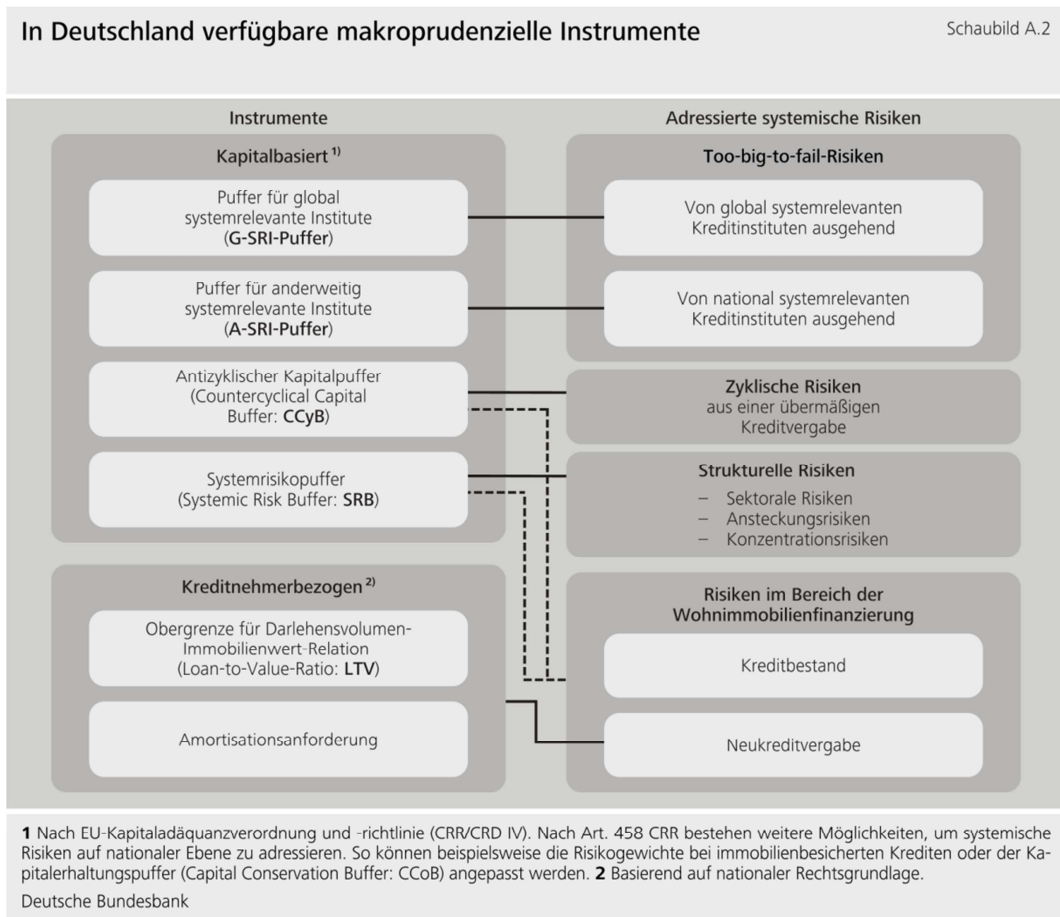 In Deutschland verfügbare makroprudenzielle Instrumente
Schaubild A.2
Instrumente
Kapitalbasiert 1)
Puffer für global
systemrelevante Institute
(G-SRI-Puffer)
Puffer für anderweitig
systemrelevante Institute
(A-SRI-Puffer)
Antizyklischer Kapitalpuffer
(Countercyclical Capital
Buffer: CCyB)
Systemrisikopuffer
(Systemic Risk Buffer: SRB)
Kreditnehmerbezogen 2)
Obergrenze für Darlehensvolumen-
Immobilienwert-Relation
(Loan-to-Value-Ratio: LTV)
Amortisationsanforderung
Adressierte systemische Risiken
Too-big-to-fail-Risiken
Von global systemrelevanten
Kreditinstituten ausgehend
Von national systemrelevanten
Kreditinstituten ausgehend
Zyklische Risiken
aus einer übermäßigen
Kreditvergabe
Strukturelle Risiken
– Sektorale Risiken
– Ansteckungsrisiken
– Konzentrationsrisiken
Risiken im Bereich der
Wohnimmobilienfinanzierung
Kreditbestand
Neukreditvergabe
1 Nach EU-Kapitaladäquanzverordnung und -richtlinie (CRR/CRD IV). Nach Art. 458 CRR bestehen weitere Möglichkeiten, um systemische
Risiken auf nationaler Ebene zu adressieren. So können beispielsweise die Risikogewichte bei immobilienbesicherten Krediten oder der Ka-
pitalerhaltungspuffer (Capital Conservation Buffer: CCoB) angepasst werden. 2 Basierend auf nationaler Rechtsgrundlage.
Deutsche Bundesbank